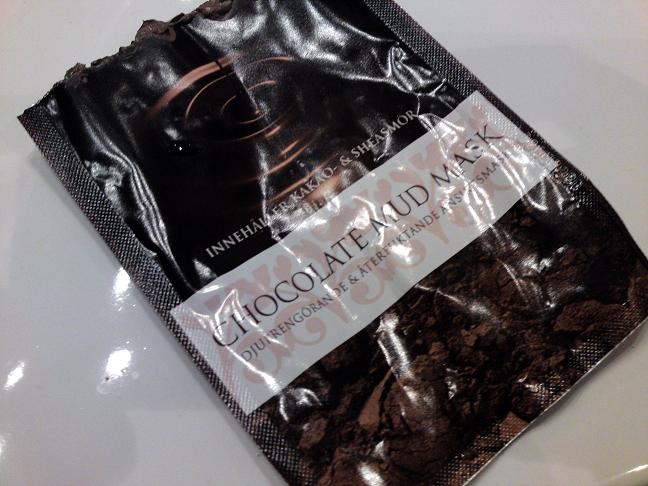 INNEHÅLLER KAKAO- & SHEASMÖR
CHOCOLATE MUD MASK
DJUPRENGÖRANDE & ÅTERFUKTANDE ANSIKTSMASK